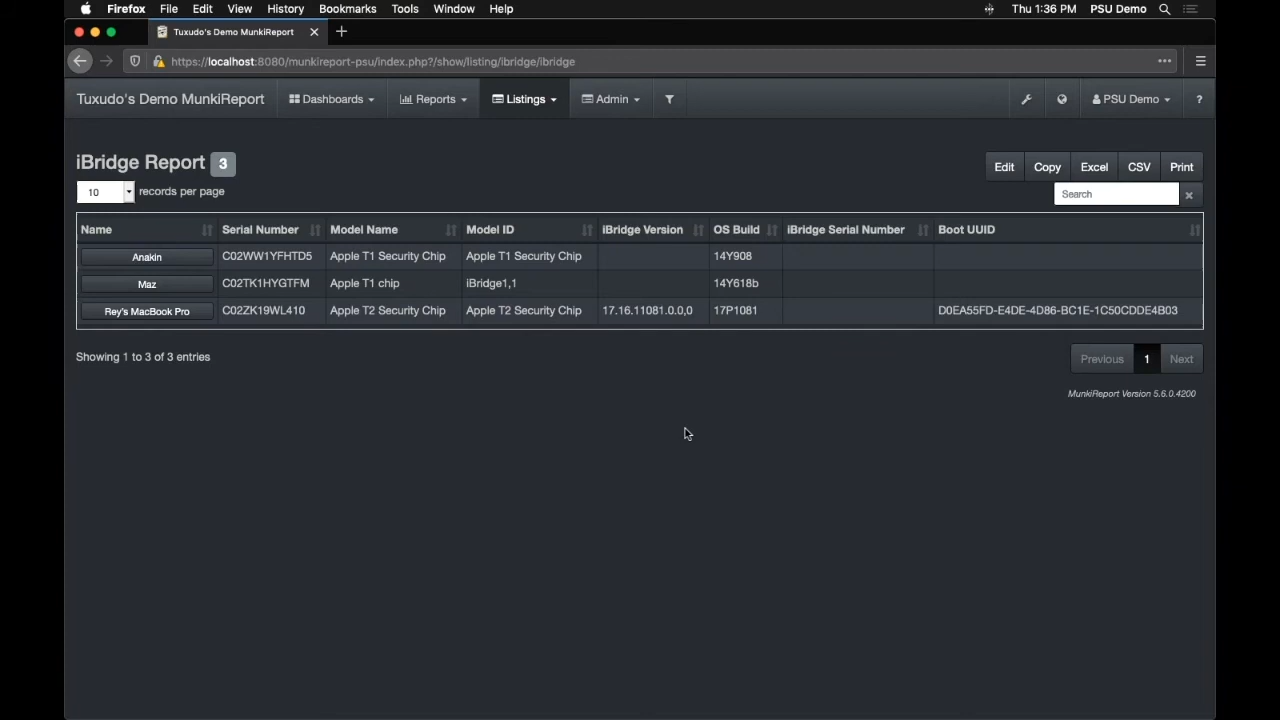 Firefox File Edit View History Bookmarks Tools Window Help Thu 1:36 PM PSU Demo
Tuxudo's Demo MunkiReport
https://localhost:8080/munkireport-psu/index.php?/show/listing/ibridge/ibridge
Tuxudo's Demo MunkiReport Dashboards Reports Listings Admin PSU Demo ?
iBridge Report 3
Edit Copy Excel CSV Print
10 records per page
Search
Name Serial Number Model Name Model ID iBridge Version OS Build iBridge Serial Number Boot UUID
Anakin C02WW1YFHTD5 Apple T1 Security Chip Apple T1 Security Chip 14Y908
Maz C02TK1HYGTFM Apple T1 chip iBridge1,1 14Y618b
Rey's MacBook Pro C02ZK19WL410 Apple T2 Security Chip Apple T2 Security Chip 17.16.11081.0.0,0 17P1081 D0EA55FD-E4DE-4D86-BC1E-1C50CDDE4B03
Showing 1 to 3 of 3 entries
Previous 1 Next
MunkiReport Version 5.6.0.4200